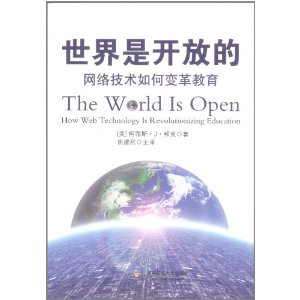 世界是开放的
网络技术如何变革教育
The World Is Open
How Web Technology Is Revolutionizing Education
[美]柯蒂斯·J·邦克 著
焦建利 主译